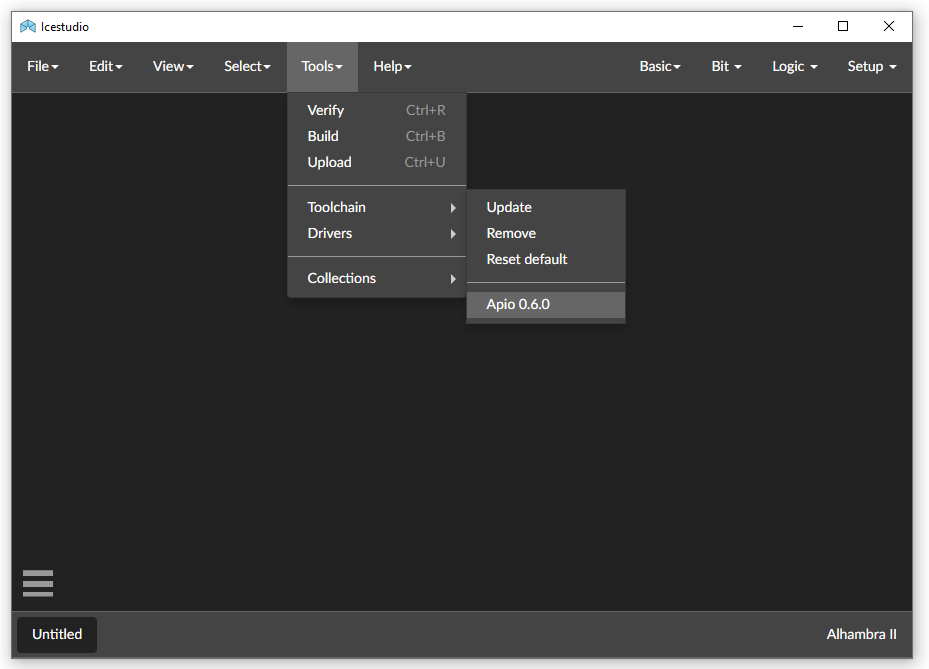 Icestudio
File Edit View Select Tools Help Basic Bit Logic Setup
Verify Ctrl+R
Build Ctrl+B
Upload Ctrl+U
Toolchain Update
Drivers Remove
Reset default
Collections
Apio 0.6.0
Untitled Alhambra II